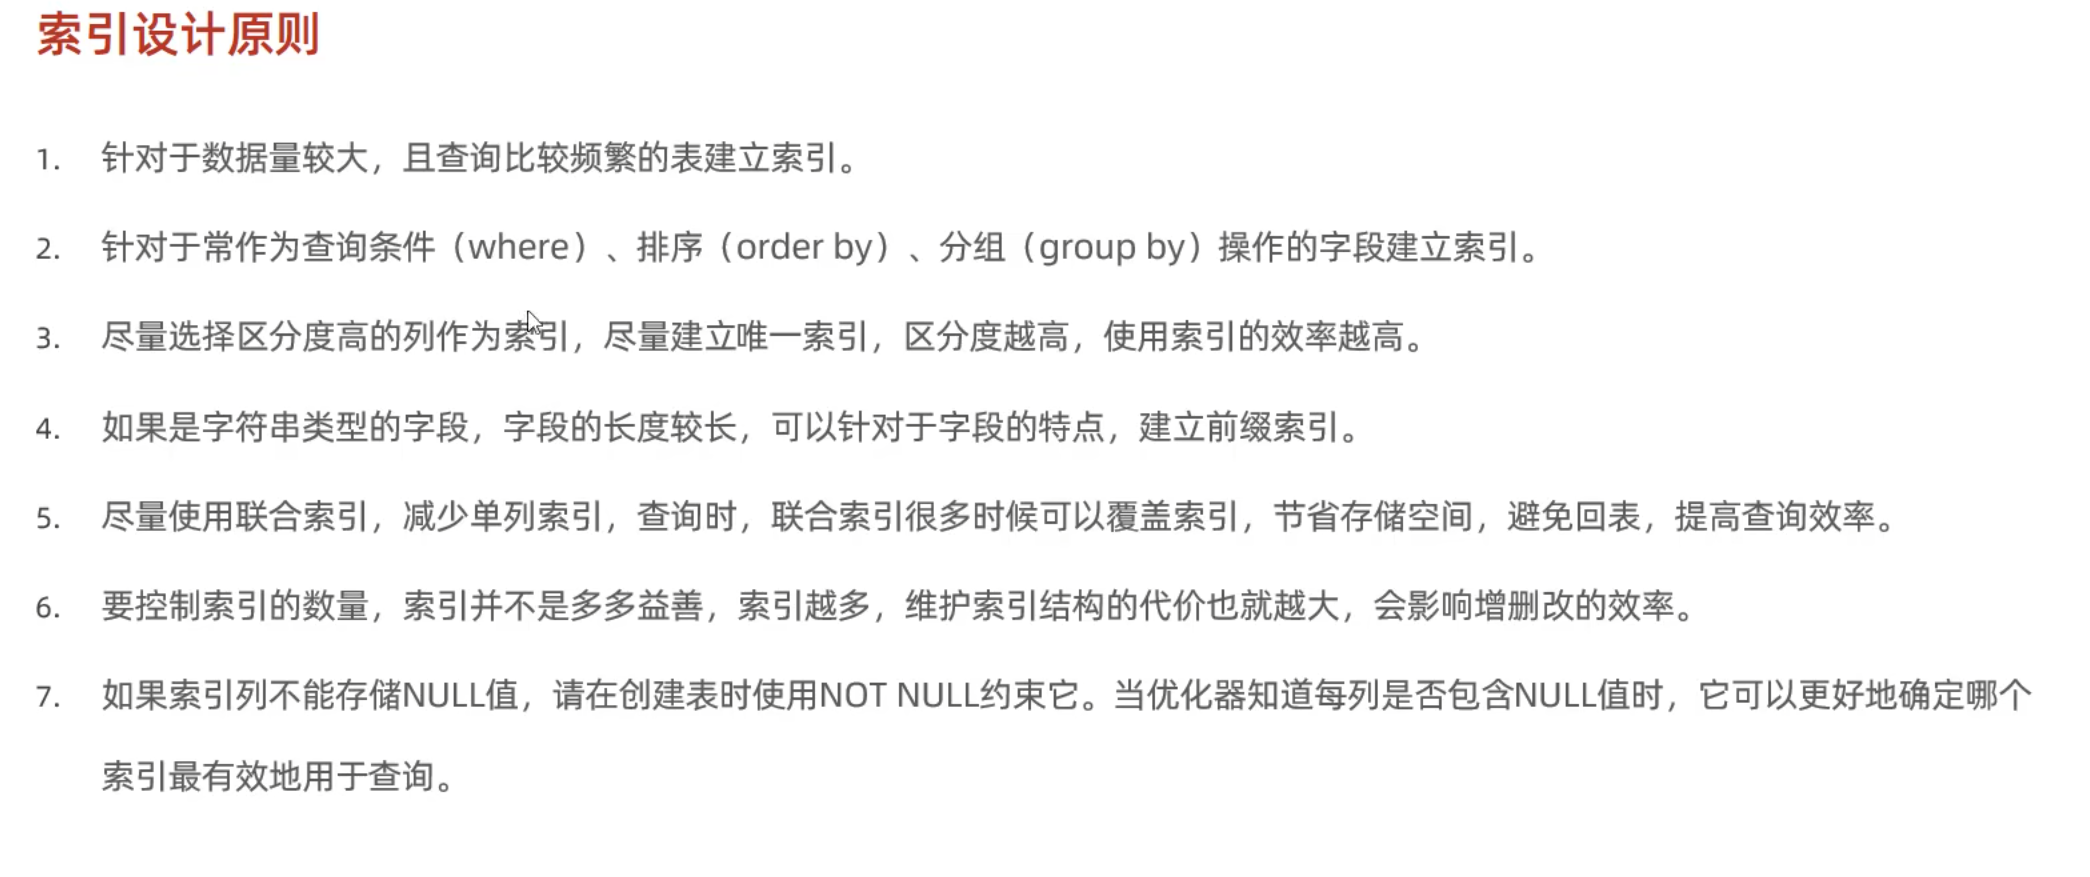 索引设计原则
1. 针对于数据量较大，且查询比较频繁的表建立索引。
2. 针对于常作为查询条件（where）、排序（order by）、分组（group by）操作的字段建立索引。
3. 尽量选择区分度高的列作为索引，尽量建立唯一索引，区分度越高，使用索引的效率越高。
4. 如果是字符串类型的字段，字段的长度较长，可以针对于字段的特点，建立前缀索引。
5. 尽量使用联合索引，减少单列索引，查询时，联合索引很多时候可以覆盖索引，节省存储空间，避免回表，提高查询效率。
6. 要控制索引的数量，索引并不是多多益善，索引越多，维护索引结构的代价也就越大，会影响增删改的效率。
7. 如果索引列不能存储NULL值，请在创建表时使用NOT NULL约束它。当优化器知道每列是否包含NULL值时，它可以更好地确定哪个
索引最有效地用于查询。